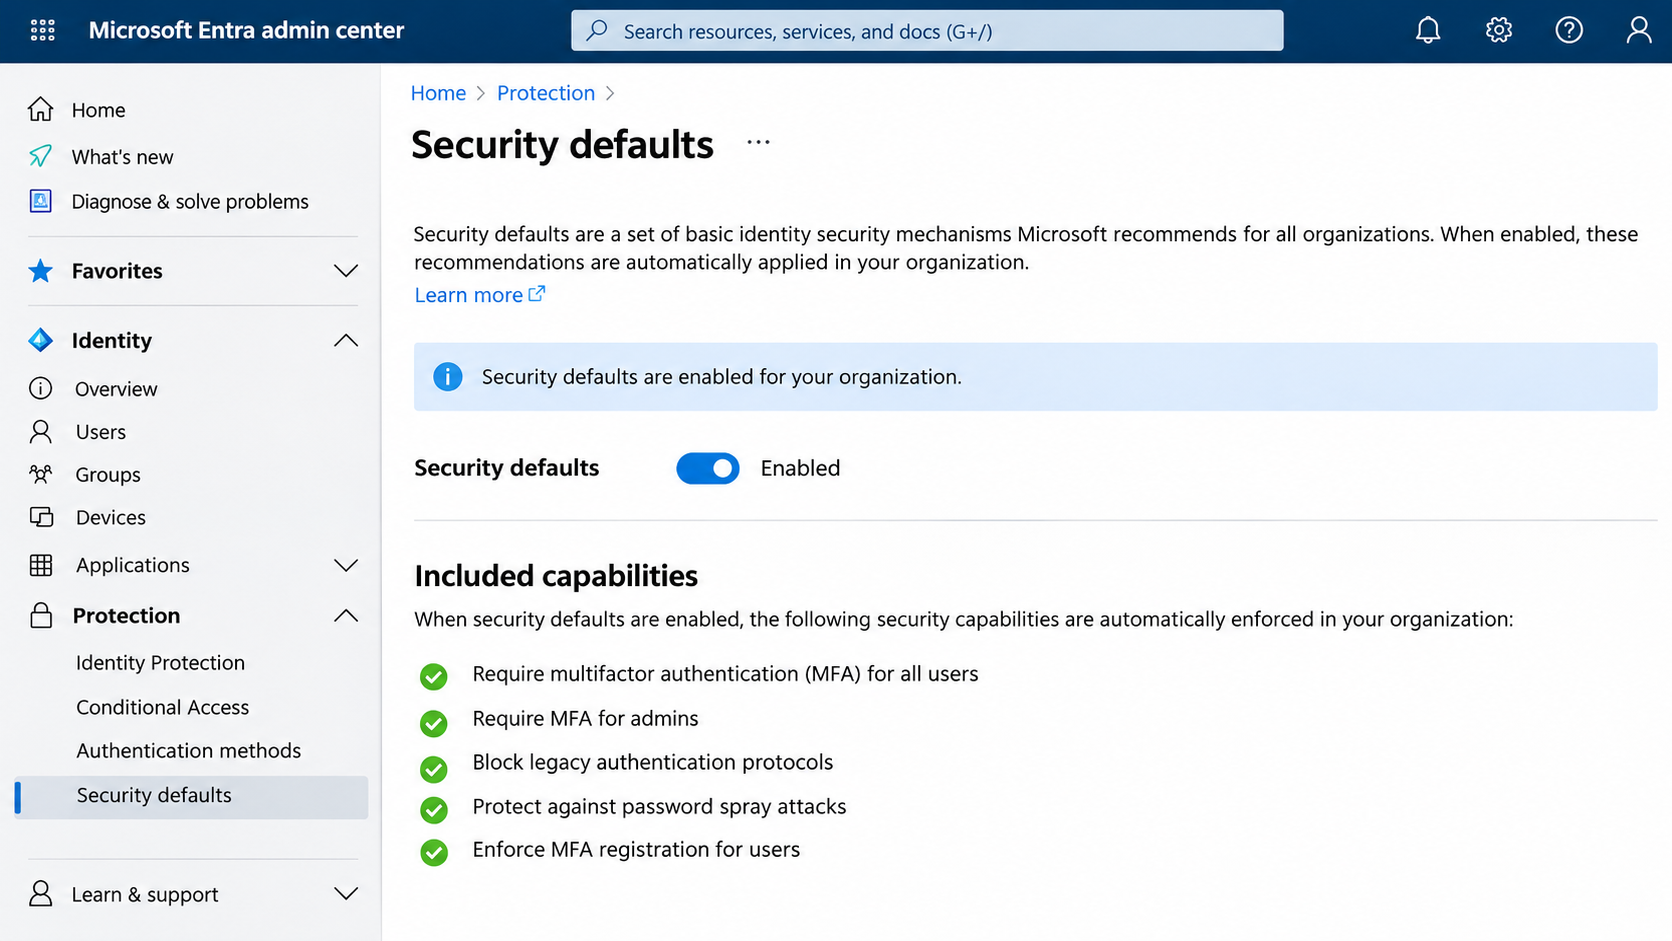 Microsoft Entra admin center
Search resources, services, and docs (G+/)
Home
What's new
Diagnose & solve problems
Favorites
Identity
Overview
Users
Groups
Devices
Applications
Protection
Identity Protection
Conditional Access
Authentication methods
Security defaults
Learn & support
Home > Protection >
Security defaults ...
Security defaults are a set of basic identity security mechanisms Microsoft recommends for all organizations. When enabled, these
recommendations are automatically applied in your organization.
Learn more
Security defaults are enabled for your organization.
Security defaults Enabled
Included capabilities
When security defaults are enabled, the following security capabilities are automatically enforced in your organization:
Require multifactor authentication (MFA) for all users
Require MFA for admins
Block legacy authentication protocols
Protect against password spray attacks
Enforce MFA registration for users